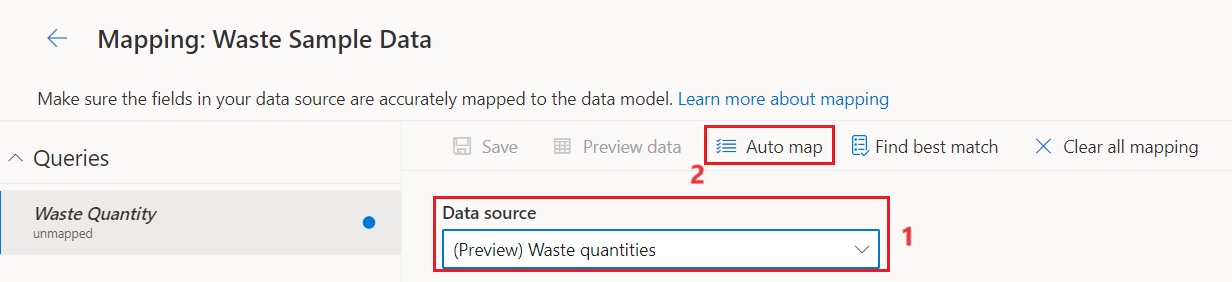 Mapping: Waste Sample Data
Make sure the fields in your data source are accurately mapped to the data model. Learn more about mapping
Queries
Save Preview data Auto map Find best match Clear all mapping
2
Waste Quantity
unmapped
Data source
(Preview) Waste quantities
1